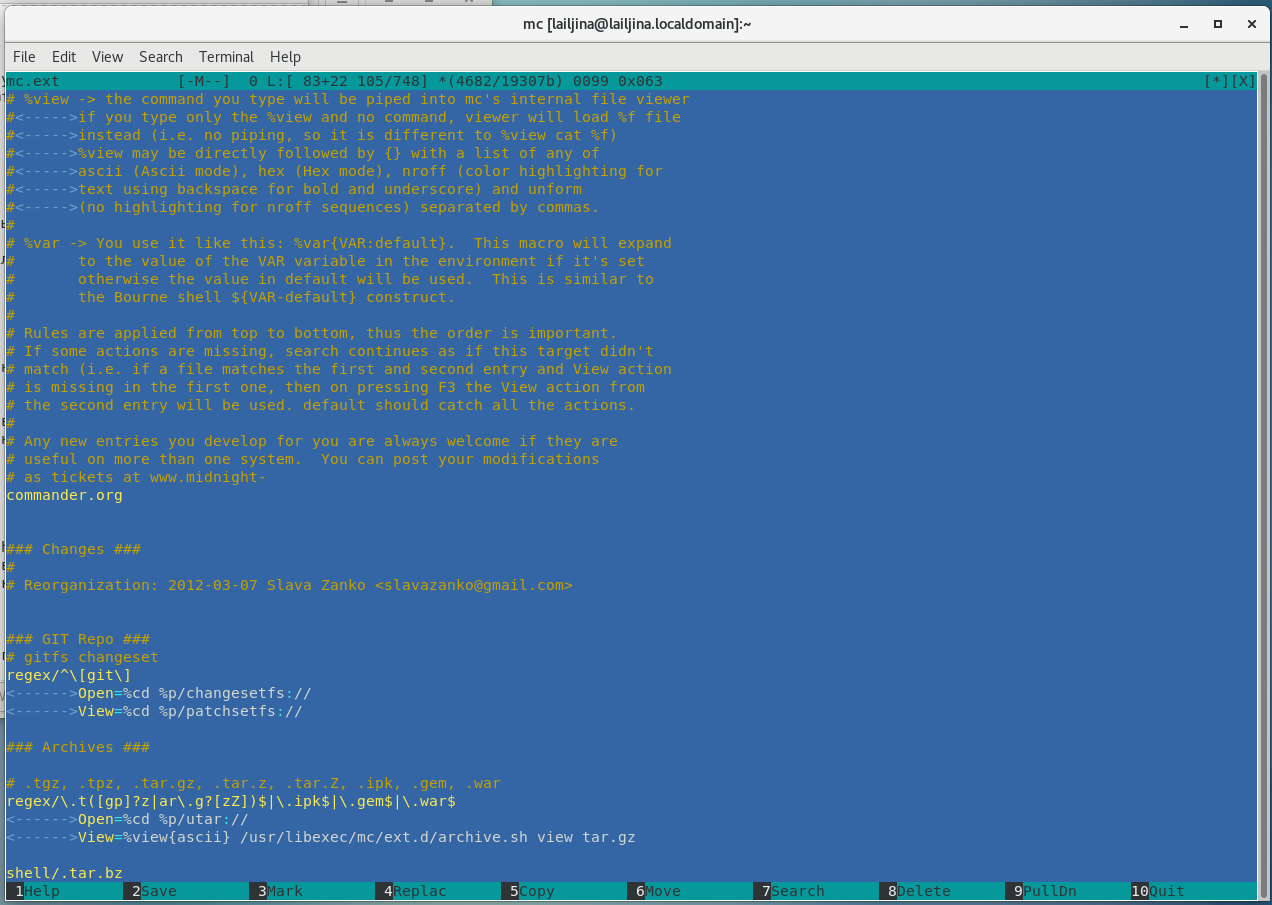 mc [lailjina@lailjina.localdomain]:~
File Edit View Search Terminal Help
mc.ext [-M--] 0 L:[ 83+22 105/748] *(4682/19307b) 0099 0x063 [*][X]
# %view -> the command you type will be piped into mc's internal file viewer
#<----->if you type only the %view and no command, viewer will load %f file
#<----->instead (i.e. no piping, so it is different to %view cat %f)
#<----->%view may be directly followed by {} with a list of any of
#<----->ascii (Ascii mode), hex (Hex mode), nroff (color highlighting for
#<----->text using backspace for bold and underscore) and unform
#<----->(no highlighting for nroff sequences) separated by commas.
#
# %var -> You use it like this: %var{VAR:default}.  This macro will expand
#       to the value of the VAR variable in the environment if it's set
#       otherwise the value in default will be used.  This is similar to
#       the Bourne shell ${VAR-default} construct.
#
# Rules are applied from top to bottom, thus the order is important.
# If some actions are missing, search continues as if this target didn't
# match (i.e. if a file matches the first and second entry and View action
# is missing in the first one, then on pressing F3 the View action from
# the second entry will be used. default should catch all the actions.
#
# Any new entries you develop for you are always welcome if they are
# useful on more than one system.  You can post your modifications
# as tickets at www.midnight-
commander.org
### Changes ###
#
# Reorganization: 2012-03-07 Slava Zanko <slavazanko@gmail.com>
### GIT Repo ###
# gitfs changeset
regex/^\[git\]
<------>Open=%cd %p/changesetfs://
<------>View=%cd %p/patchsetfs://
### Archives ###
# .tgz, .tpz, .tar.gz, .tar.z, .tar.Z, .ipk, .gem, .war
regex/\.t([gp]?z|ar\.g?[zZ])$|\.ipk$|\.gem$|\.war$
<------>Open=%cd %p/utar://
<------>View=%view{ascii} /usr/libexec/mc/ext.d/archive.sh view tar.gz
shell/.tar.bz
1Help 2Save 3Mark 4Replac 5Copy 6Move 7Search 8Delete 9PullDn 10Quit